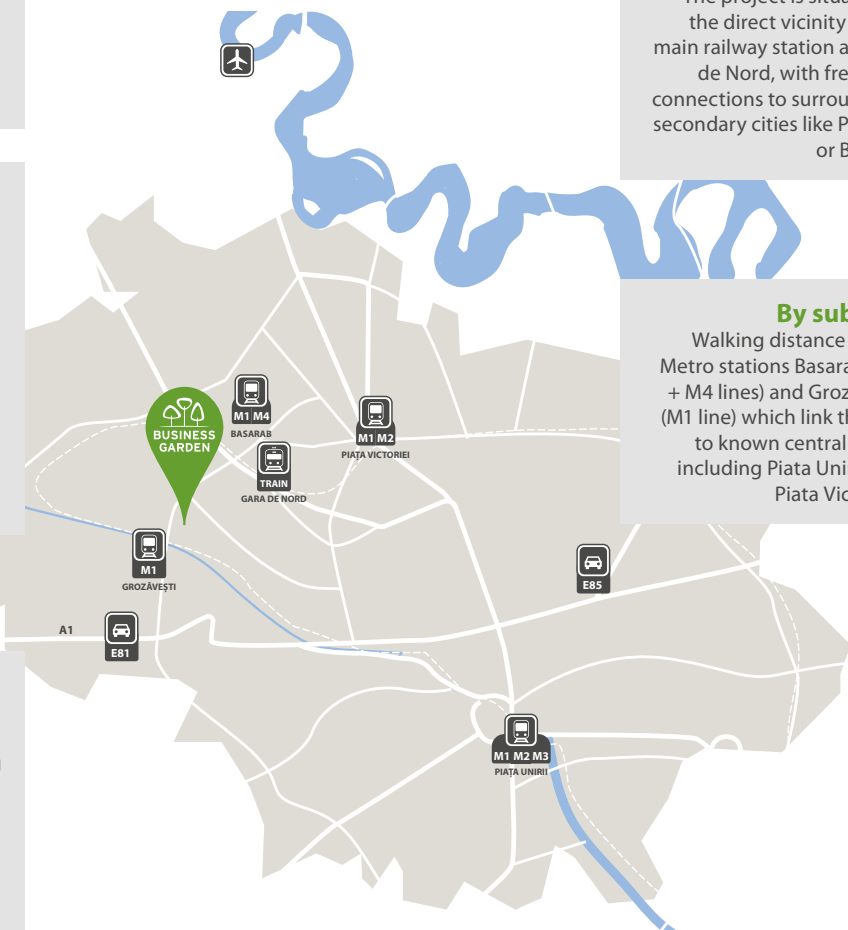 The project is situa
the direct vicinity
main railway station a
de Nord, with fre
connections to surrou
secondary cities like P
or B
By sub
Walking distance
Metro stations Basara
+ M4 lines) and Groz
(M1 line) which link th
to known central
including Piata Uni
Piata Vic
M1 M4
BASARAB
BUSINESS
GARDEN
M1 M2
PIAȚA VICTORIEI
TRAIN
GARA DE NORD
M1
GROZĂVEȘTI
E85
A1
E81
M1 M2 M3
PIAȚA UNIRII